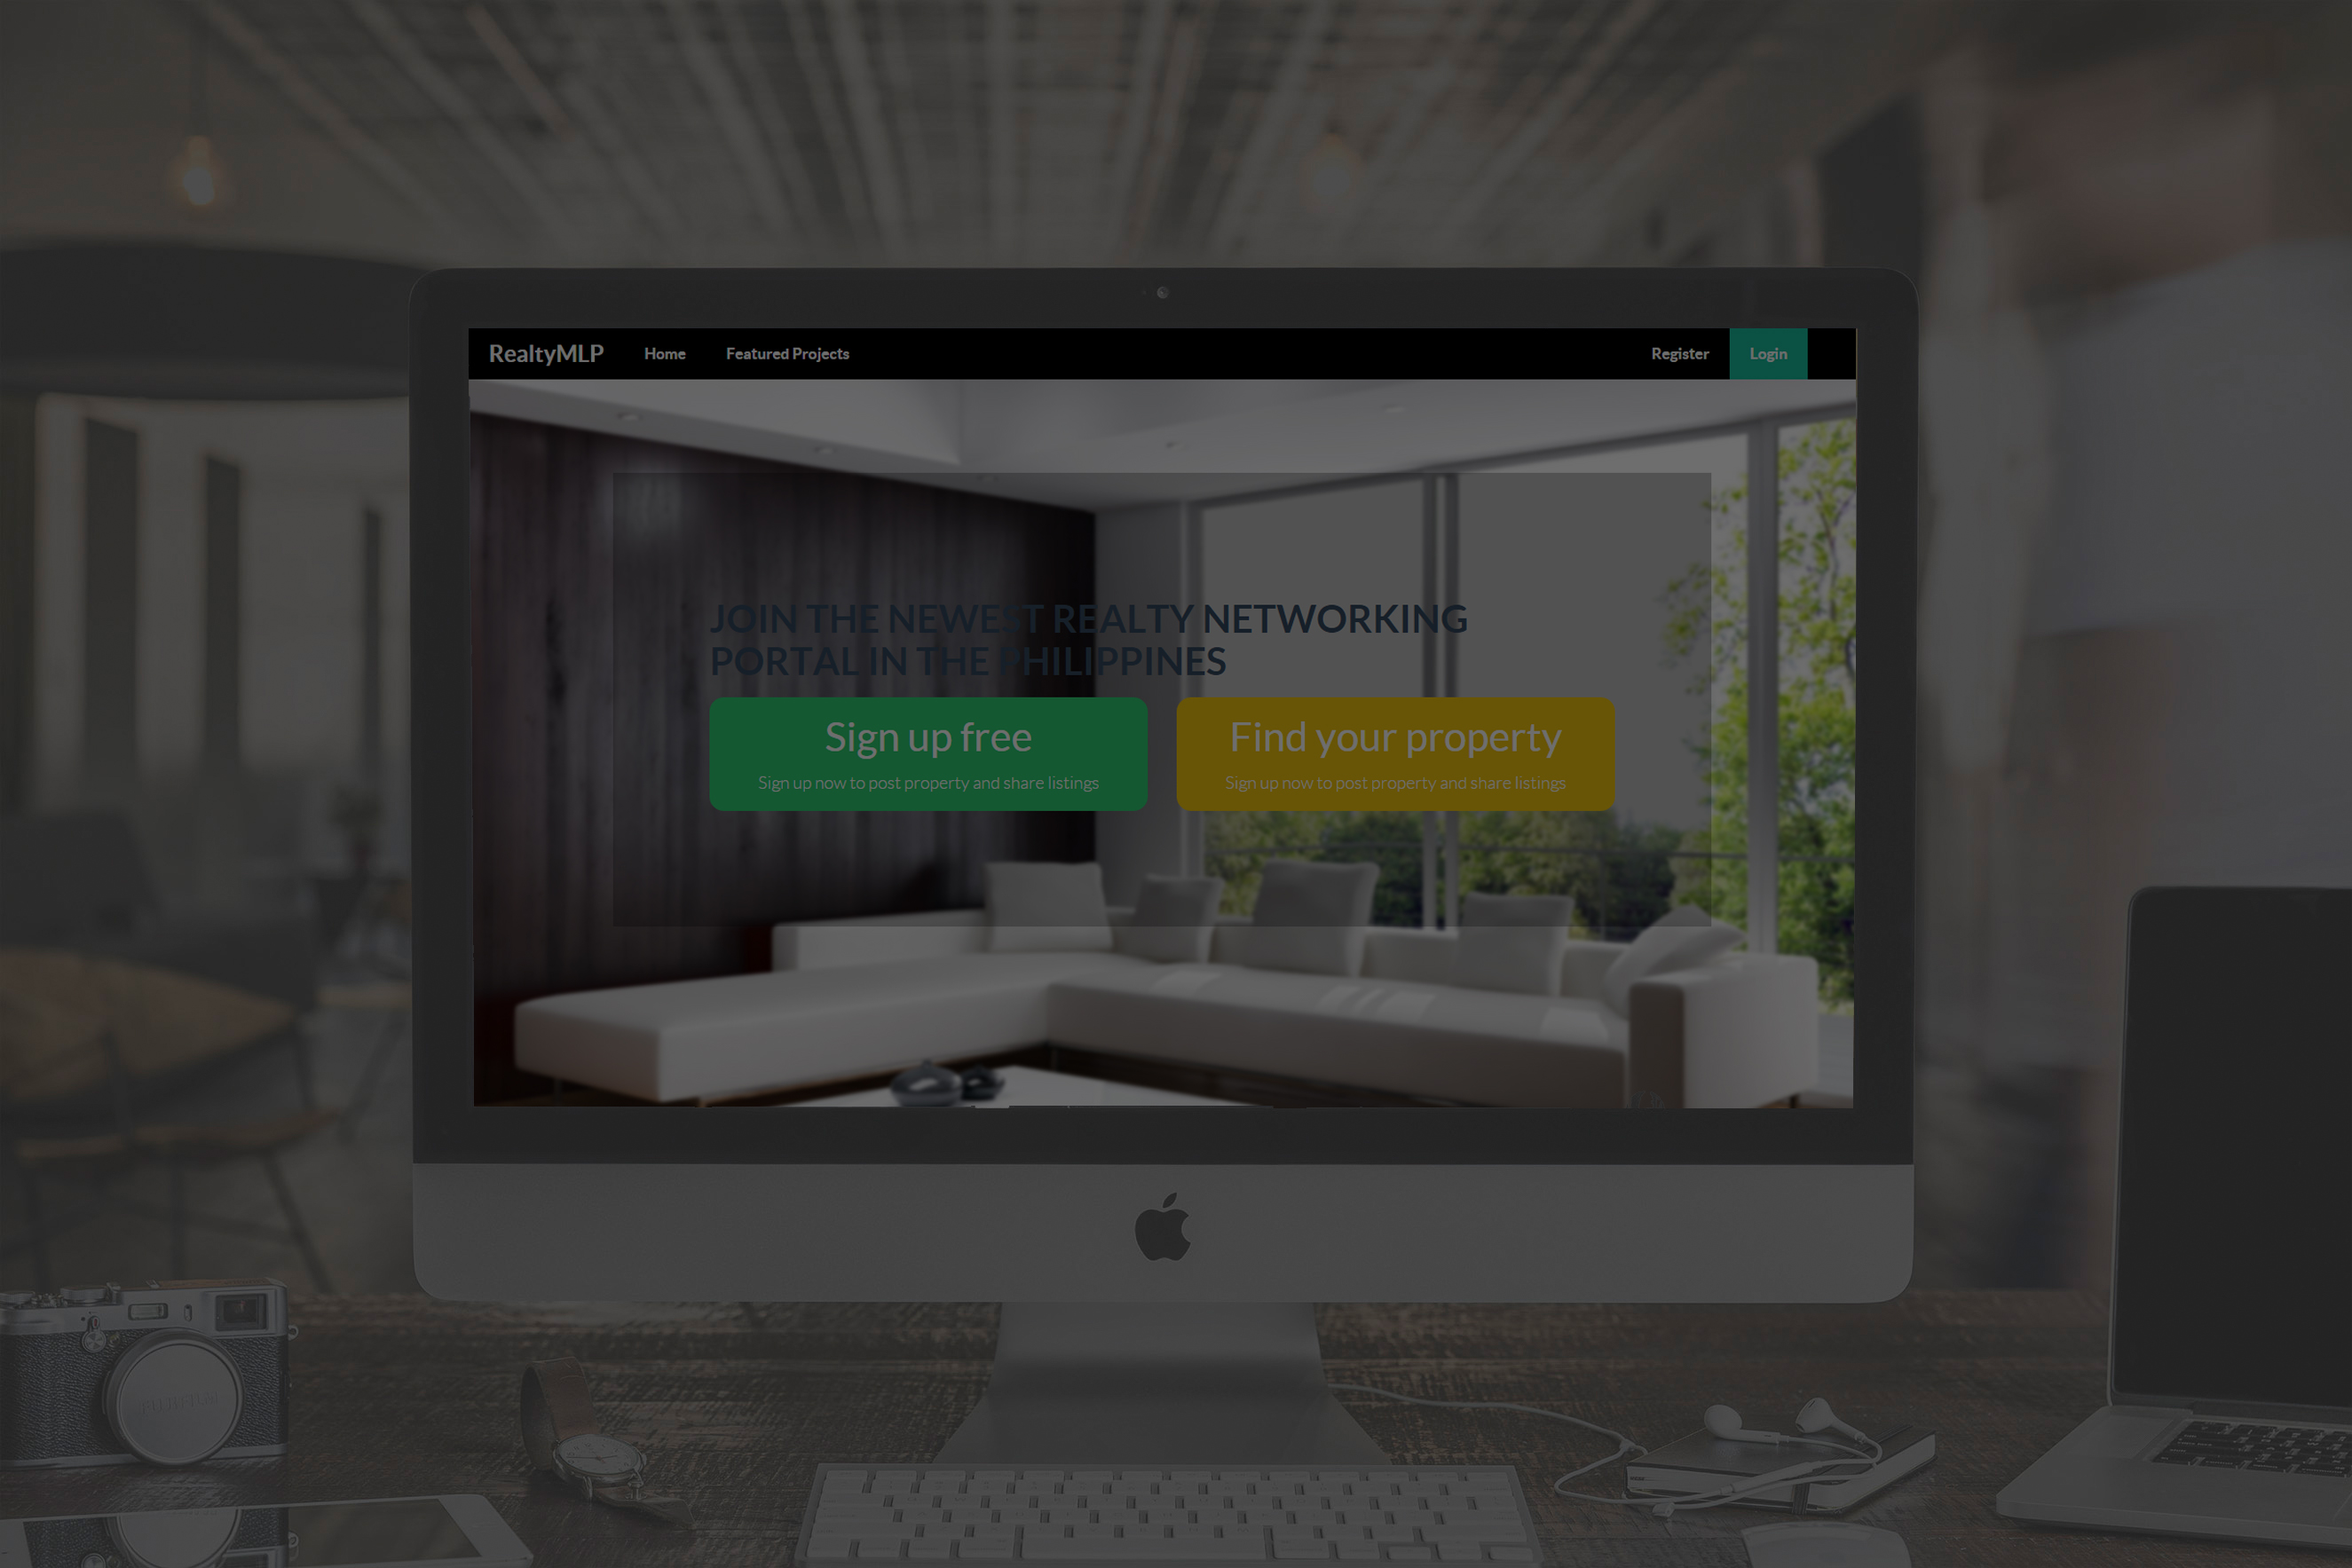 RealtyMLP Home Featured Projects Register Login
JOIN THE NEWEST REALTY NETWORKING
PORTAL IN THE PHILIPPINES
Sign up free
Sign up now to post property and share listings
Find your property
Sign up now to post property and share listings
FUJIFILM